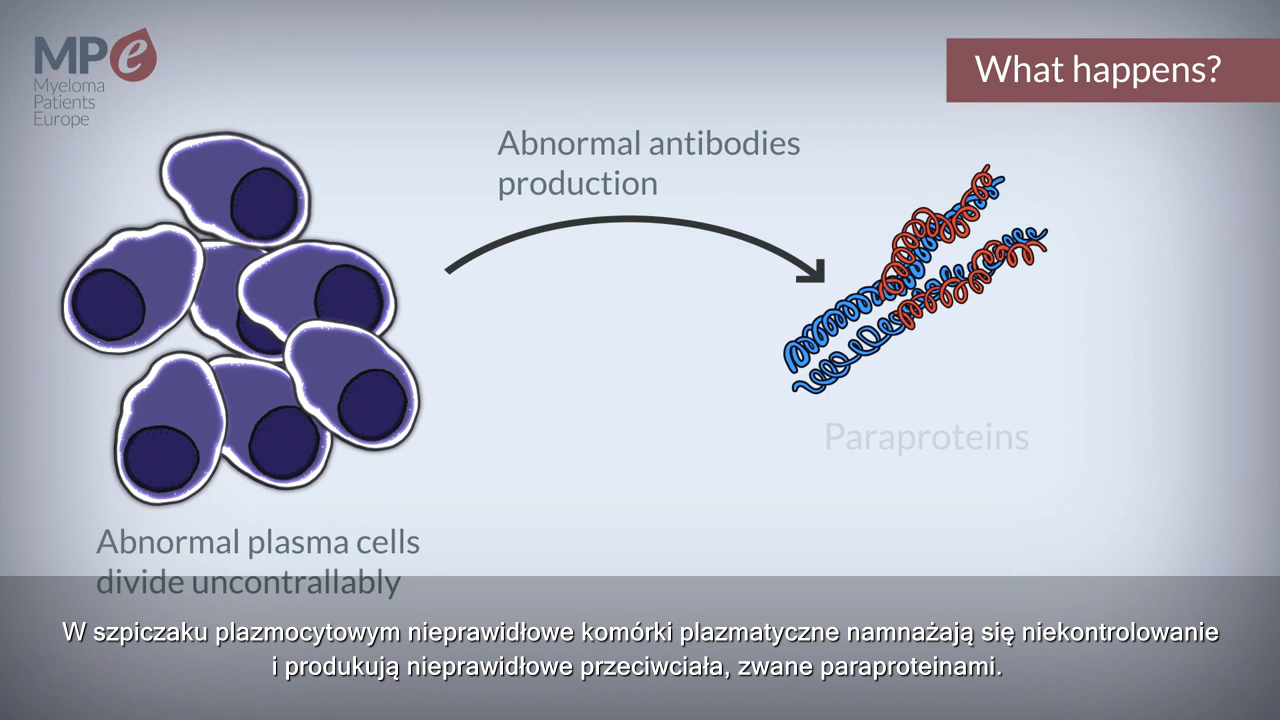 MPe
Myeloma
Patients
Europe
What happens?
Abnormal antibodies
production
Paraproteins
Abnormal plasma cells
divide uncontrallably
W szpiczaku plazmocytowym nieprawidłowe komórki plazmatyczne namnażają się niekontrolowanie
i produkują nieprawidłowe przeciwciała, zwane paraproteinami.